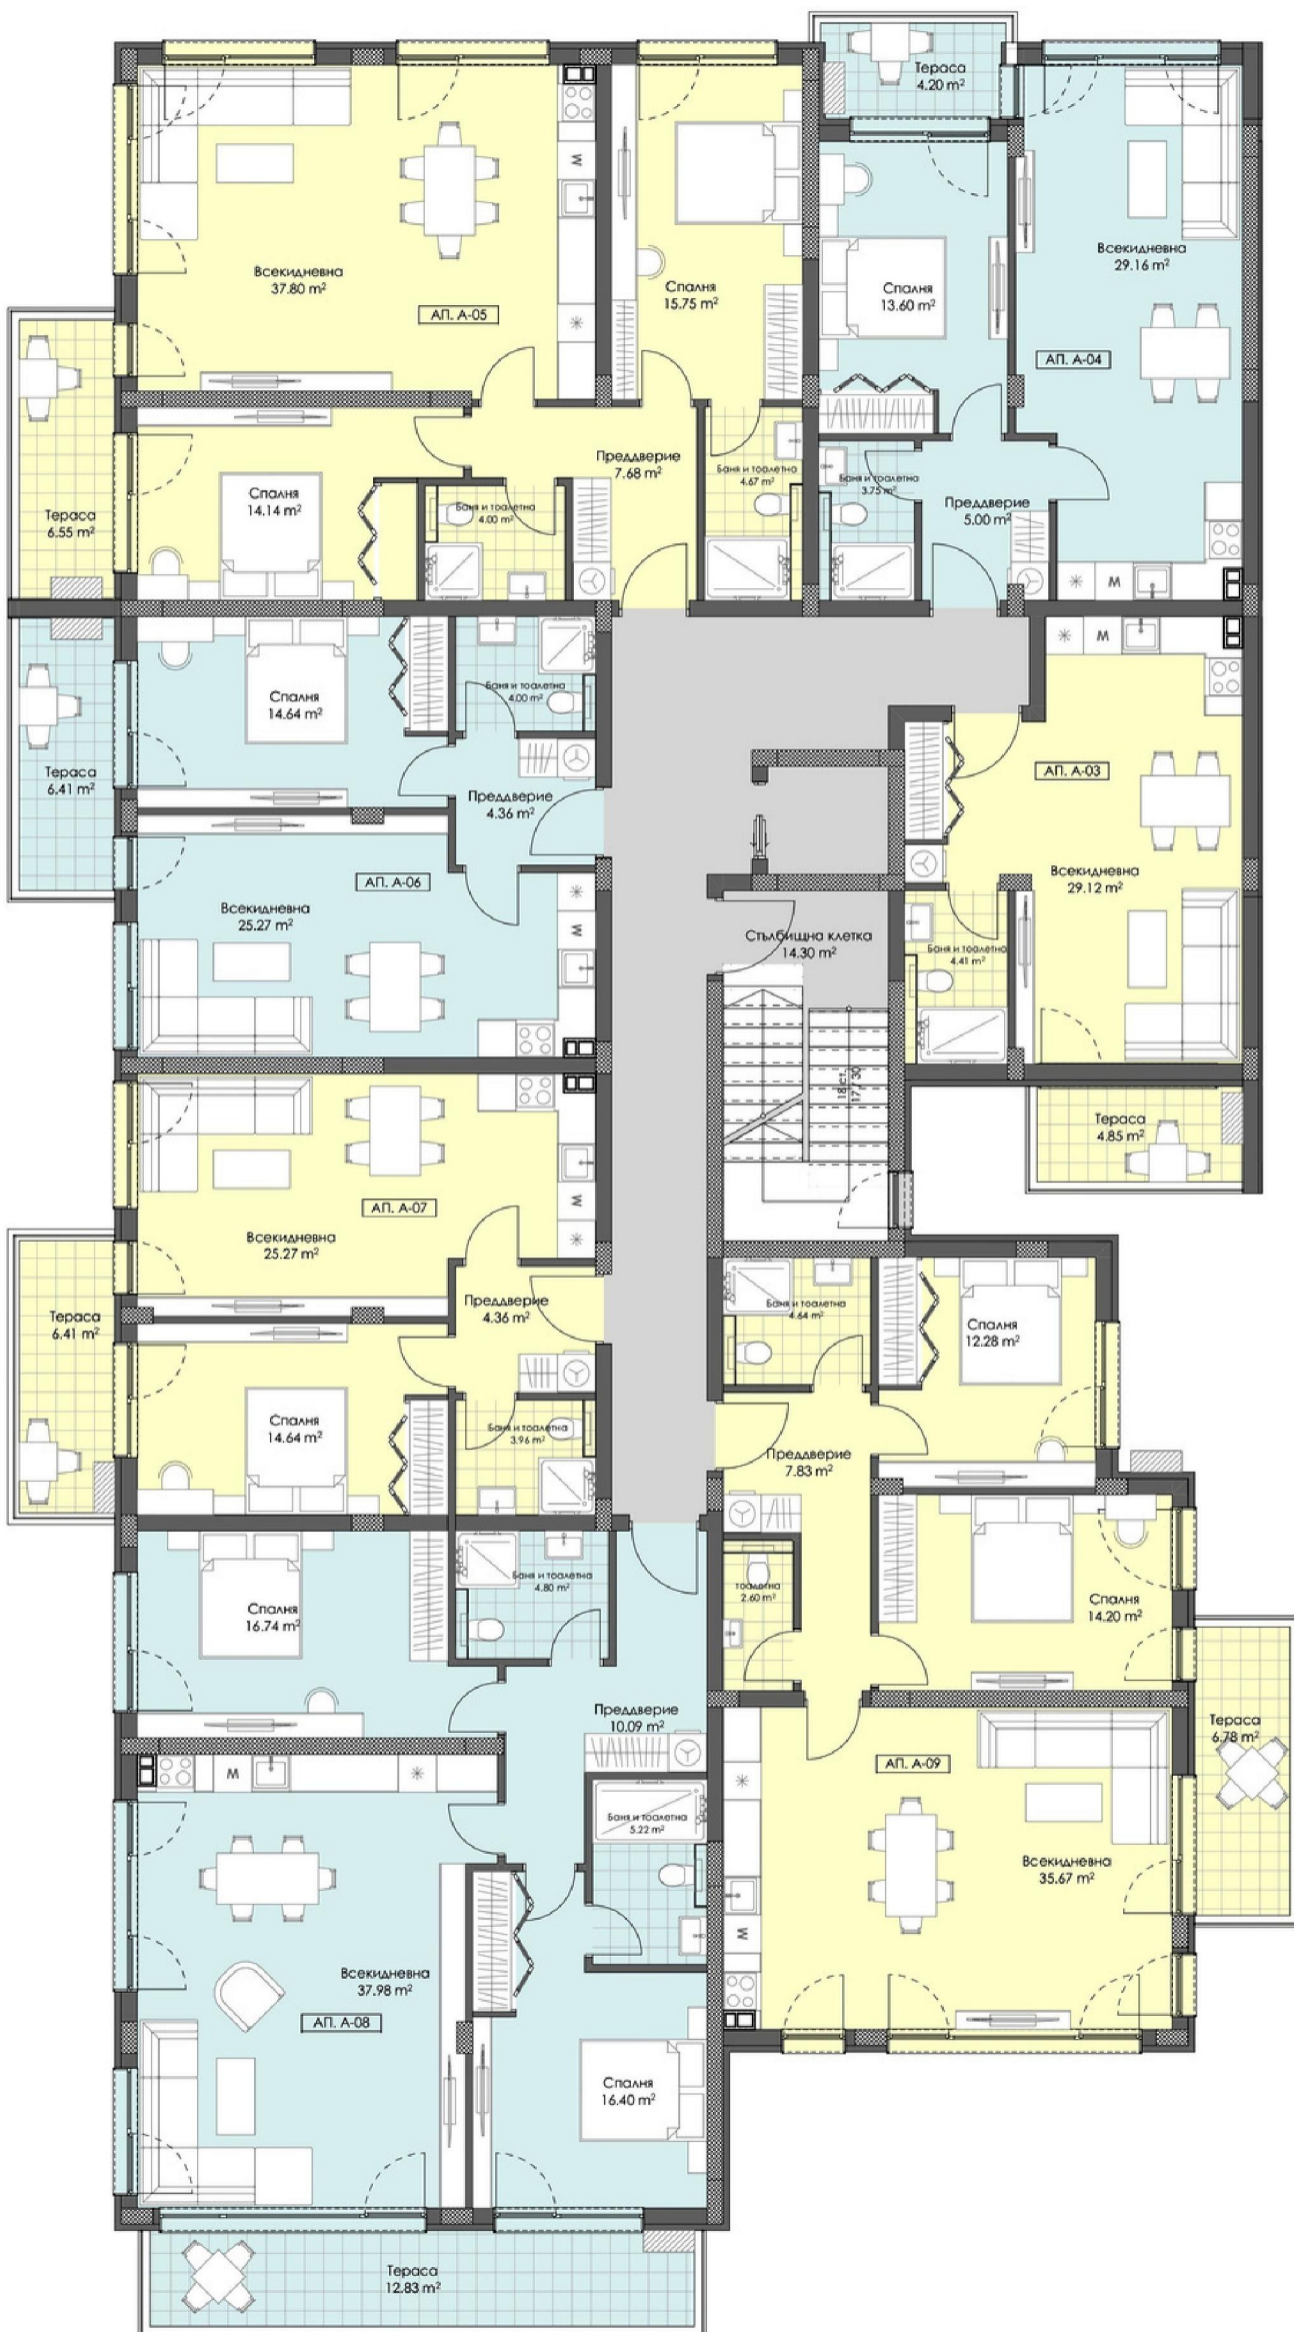 Тераса
4.20 m²
Всекидневна
37.80 m²
АП. А-05
W
Спалня
15.75 m²
Спалня
13.60 m²
Всекидневна
29.16 m²
АП. А-04
Тераса
6.55 m²
Спалня
14.14 m²
Баня и тоалетна
4.00 m²
Преддверие
7.68 m²
Баня и тоалетна
4.67 m²
Баня и тоалетна
3.75 m²
Преддверие
5.00 m²
M
M
Тераса
6.41 m²
Спалня
14.64 m²
Баня и тоалетна
4.00 m²
Преддверие
4.36 m²
АП. А-06
Всекидневна
25.27 m²
W
АП. А-03
Всекидневна
29.12 m²
Баня и тоалетна
4.41 m²
Стълбищна клетка
14.30 m²
18 ст.
17 / 30
Тераса
4.85 m²
АП. А-07
Всекидневна
25.27 m²
W
Тераса
6.41 m²
Преддверие
4.36 m²
Спалня
14.64 m²
Баня и тоалетна
3.96 m²
Баня и тоалетна
4.64 m²
Спалня
12.28 m²
Преддверие
7.83 m²
Спалня
16.74 m²
Баня и тоалетна
4.80 m²
тоалетна
2.60 m²
Спалня
14.20 m²
Преддверие
10.09 m²
Тераса
6.78 m²
M
АП. А-09
Баня и тоалетна
5.22 m²
Всекидневна
35.67 m²
W
Всекидневна
37.98 m²
АП. А-08
Спалня
16.40 m²
Тераса
12.83 m²